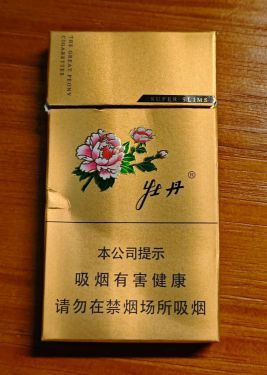 THE GREAT PEONY
CIGARETTES
SUPER SLIMS
牡丹®
本公司提示
吸烟有害健康
请勿在禁烟场所吸烟